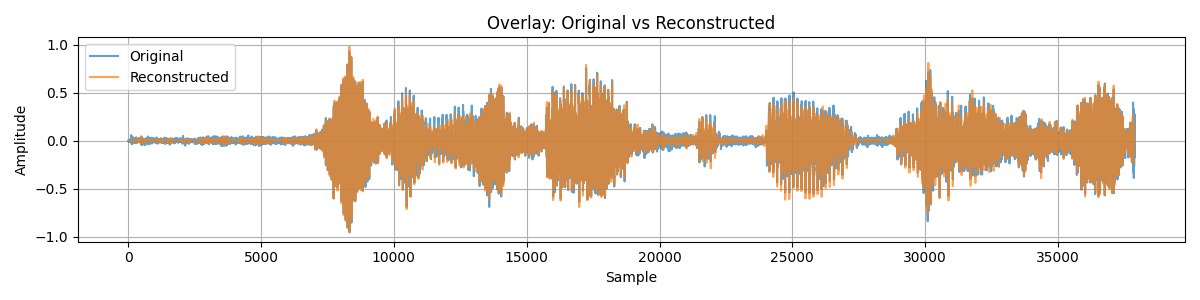 Overlay: Original vs Reconstructed
Original
Reconstructed
1.0
0.5
0.0
−0.5
−1.0
Amplitude
0 5000 10000 15000 20000 25000 30000 35000
Sample